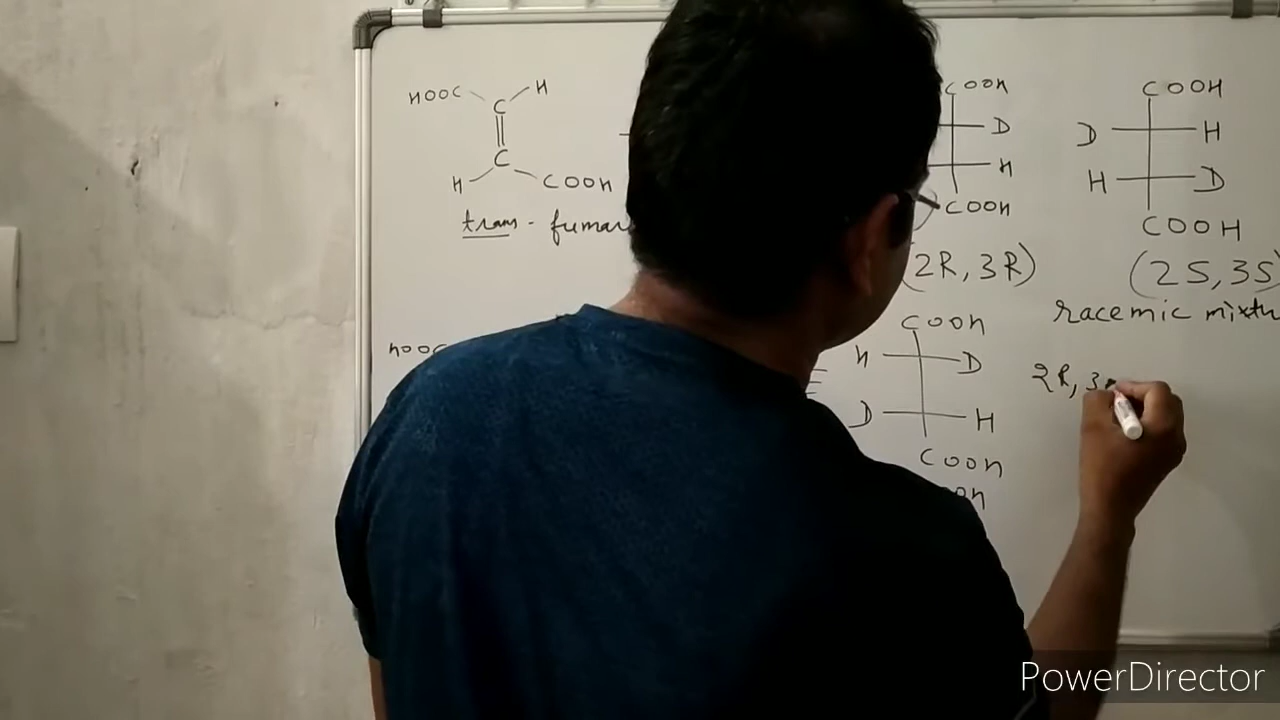 HOOC H
C
C
H COOH
trans - fumar
COOH
D
H
COOH
(2R, 3R)
COOH
D H
H D
COOH
(2S, 3S)
racemic mixtu
HOOC
COOH
H D
D H
COOH
2R, 3
PowerDirector